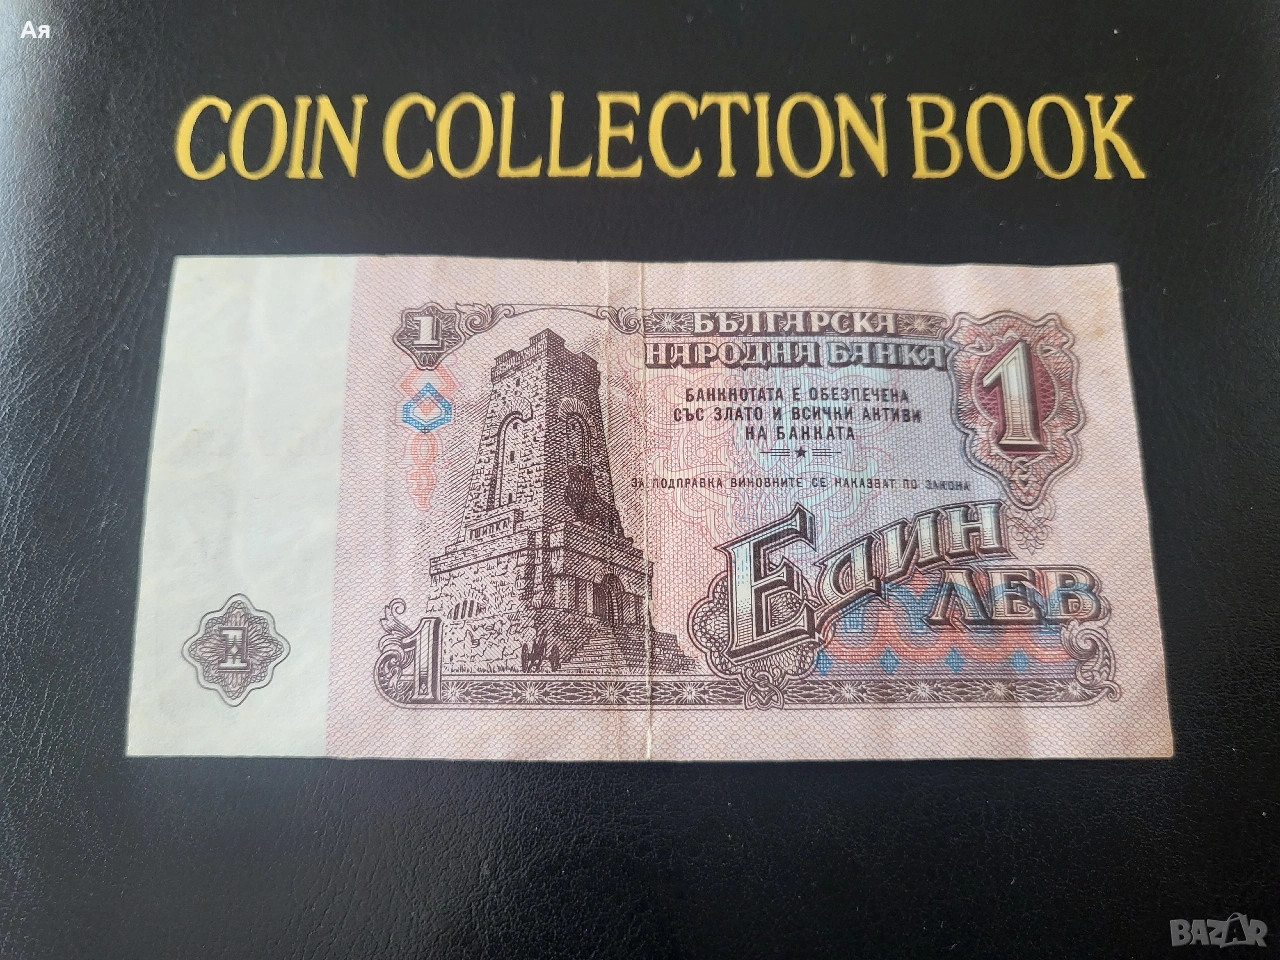 Ая
COIN COLLECTION BOOK
1
БЪЛГАРСКА
НАРОДНА БАНКА
1
БАНКНОТАТА Е ОБЕЗПЕЧЕНА
СЪС ЗЛАТО И ВСИЧКИ АКТИВИ
НА БАНКАТА
ЗА ПОДПРАВКА ВИНОВНИТЕ СЕ НАКАЗВАТ ПО ЗАКОНА
ЕДИН
ЛЕВ
1
BAZAR